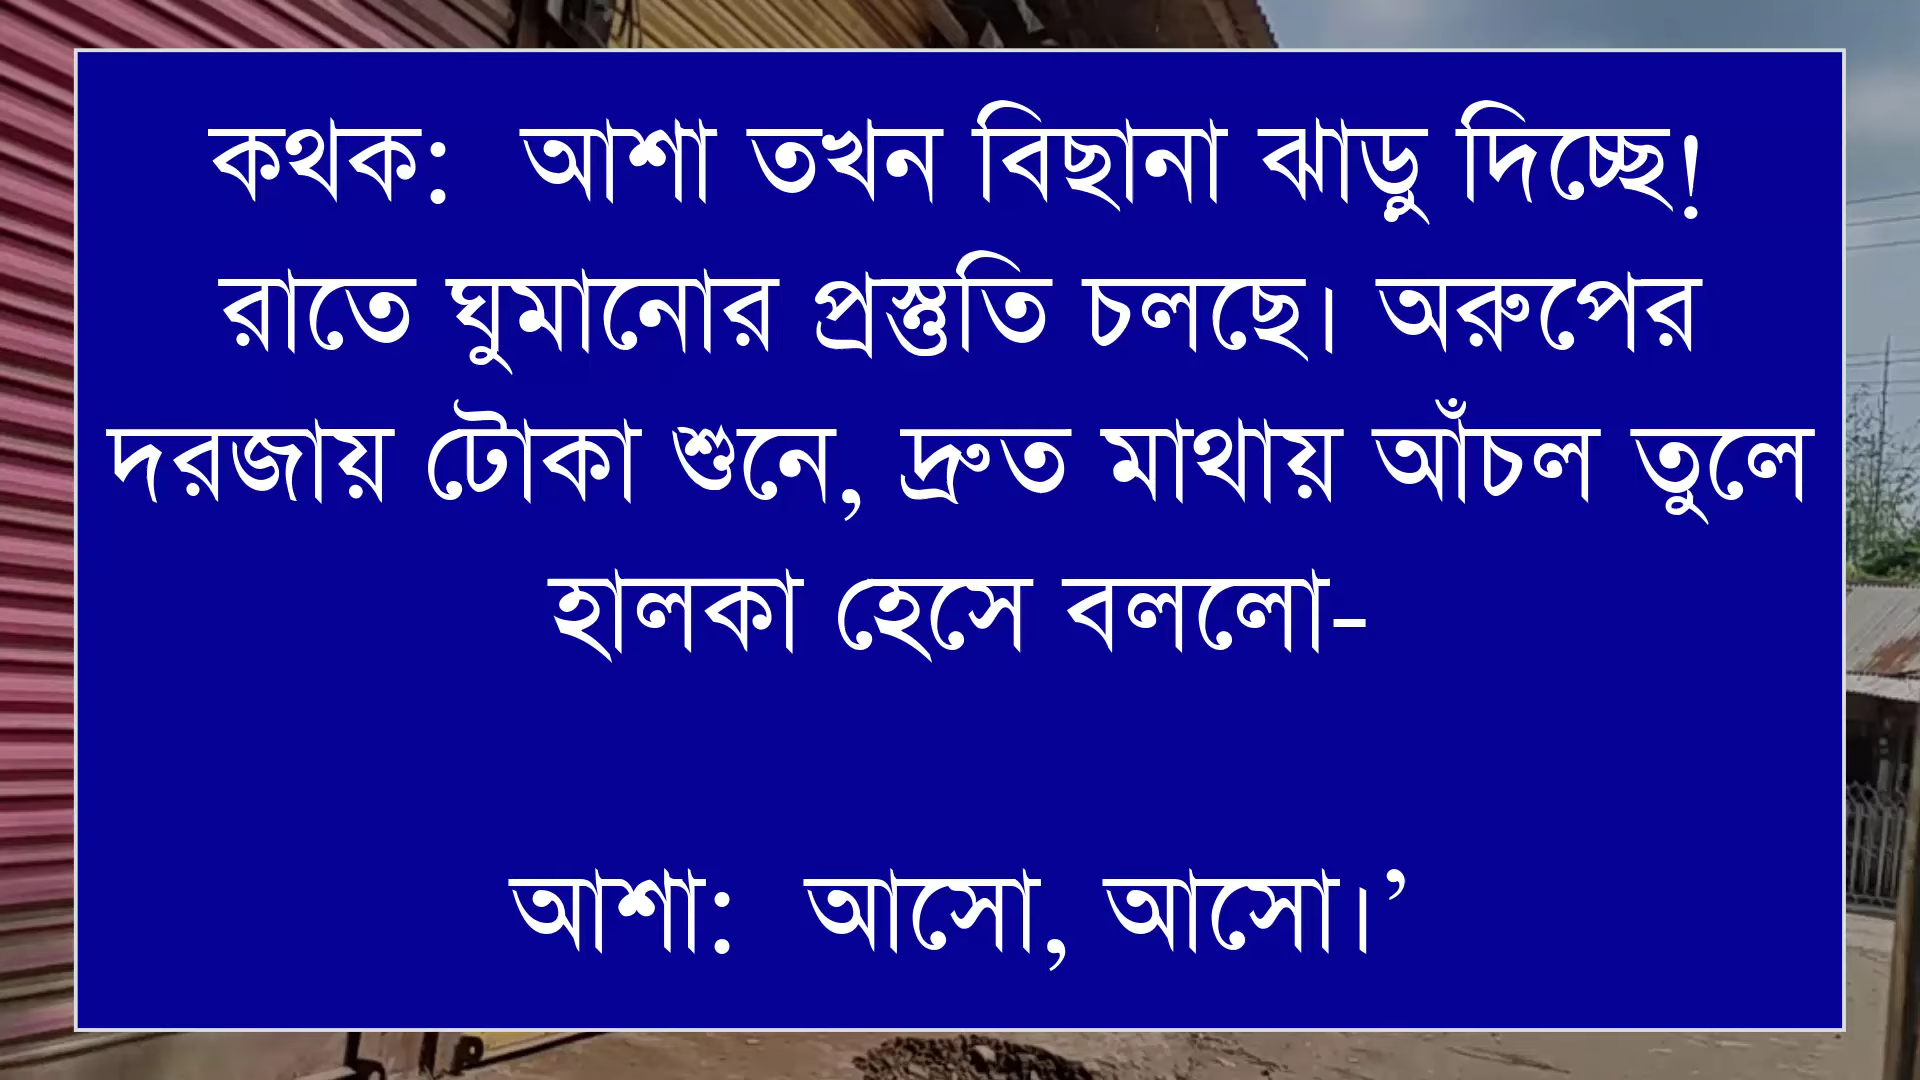 কথক:  আশা তখন বিছানা ঝাড়ু দিচ্ছে!
রাতে ঘুমানোর প্রস্তুতি চলছে। অরুপের
দরজায় টোকা শুনে, দ্রুত মাথায় আঁচল তুলে
হালকা হেসে বললো-
আশা:  আসো, আসো।’